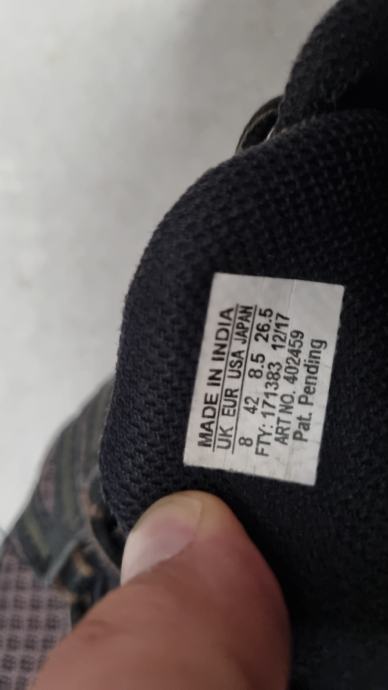 MADE IN INDIA
UK EUR USA JAPAN
8 42 8.5 26.5
FTY: 171383 12/17
ART NO. 402459
Pat. Pending